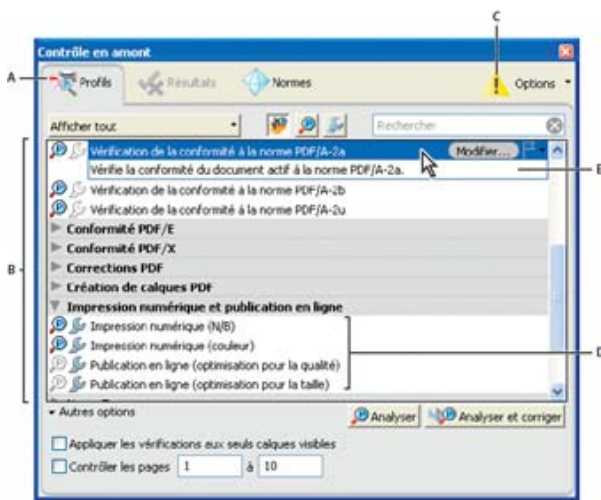 C
Contrôle en amont
A
Profils Résultats Normes Options
Afficher tout Rechercher
Vérification de la conformité à la norme PDF/A-2a Modifier...
Vérifie la conformité du document actif à la norme PDF/A-2a.
E
Vérification de la conformité à la norme PDF/A-2b
Vérification de la conformité à la norme PDF/A-2u
Conformité PDF/E
Conformité PDF/X
B
Corrections PDF
Création de calques PDF
Impression numérique et publication en ligne
Impression numérique (N/B)
Impression numérique (couleur)
D
Publication en ligne (optimisation pour la qualité)
Publication en ligne (optimisation pour la taille)
Autres options Analyser Analyser et corriger
Appliquer les vérifications aux seuls calques visibles
Contrôler les pages 1 à 10